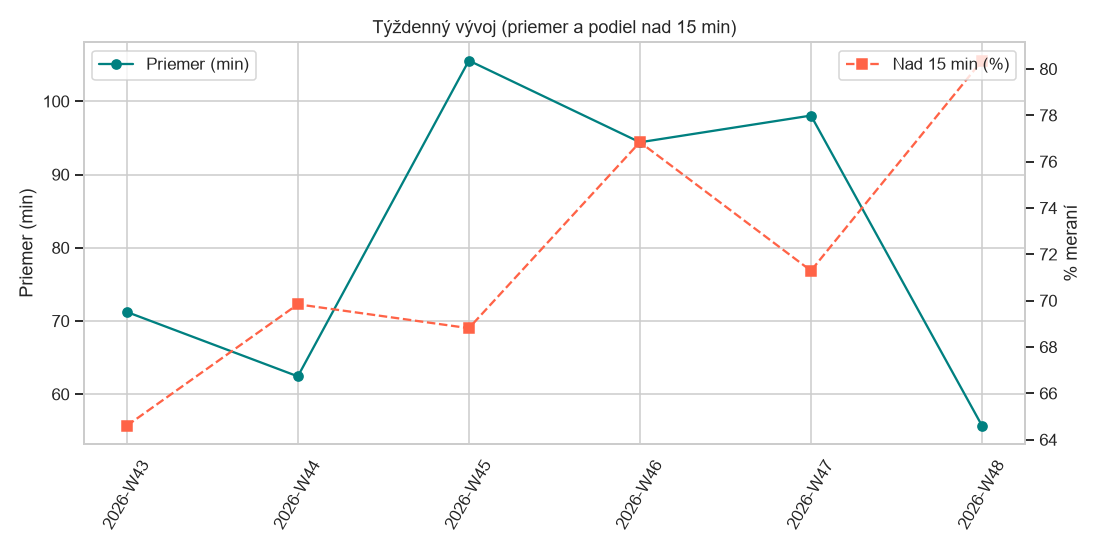 Týždenný vývoj (priemer a podiel nad 15 min)
Priemer (min)
Nad 15 min (%)
Priemer (min)
100
90
80
70
60
% meraní
80
78
76
74
72
70
68
66
64
2026-W43
2026-W44
2026-W45
2026-W46
2026-W47
2026-W48